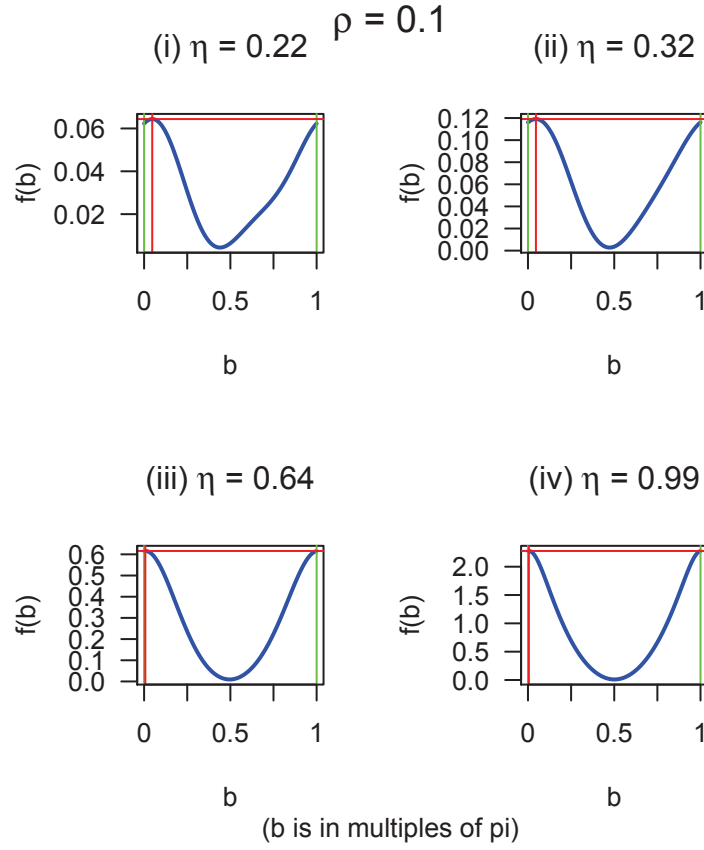 ρ = 0.1
(i) η = 0.22
(ii) η = 0.32
f(b)
0.06
0.04
0.02
0 0.5 1
b
f(b)
0.12
0.10
0.08
0.06
0.04
0.02
0.00
0 0.5 1
b
(iii) η = 0.64
(iv) η = 0.99
f(b)
0.6
0.5
0.4
0.3
0.2
0.1
0.0
0 0.5 1
b
f(b)
2.0
1.5
1.0
0.5
0.0
0 0.5 1
b
(b is in multiples of pi)